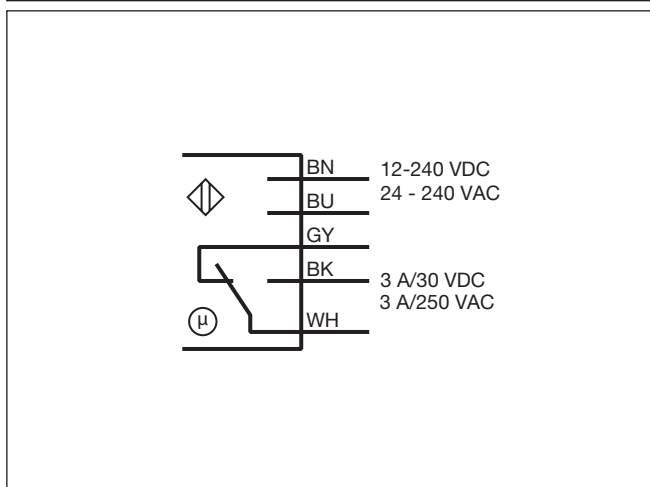 BN
12-240 VDC
24 - 240 VAC
BU
GY
BK
3 A/30 VDC
3 A/250 VAC
WH
µ